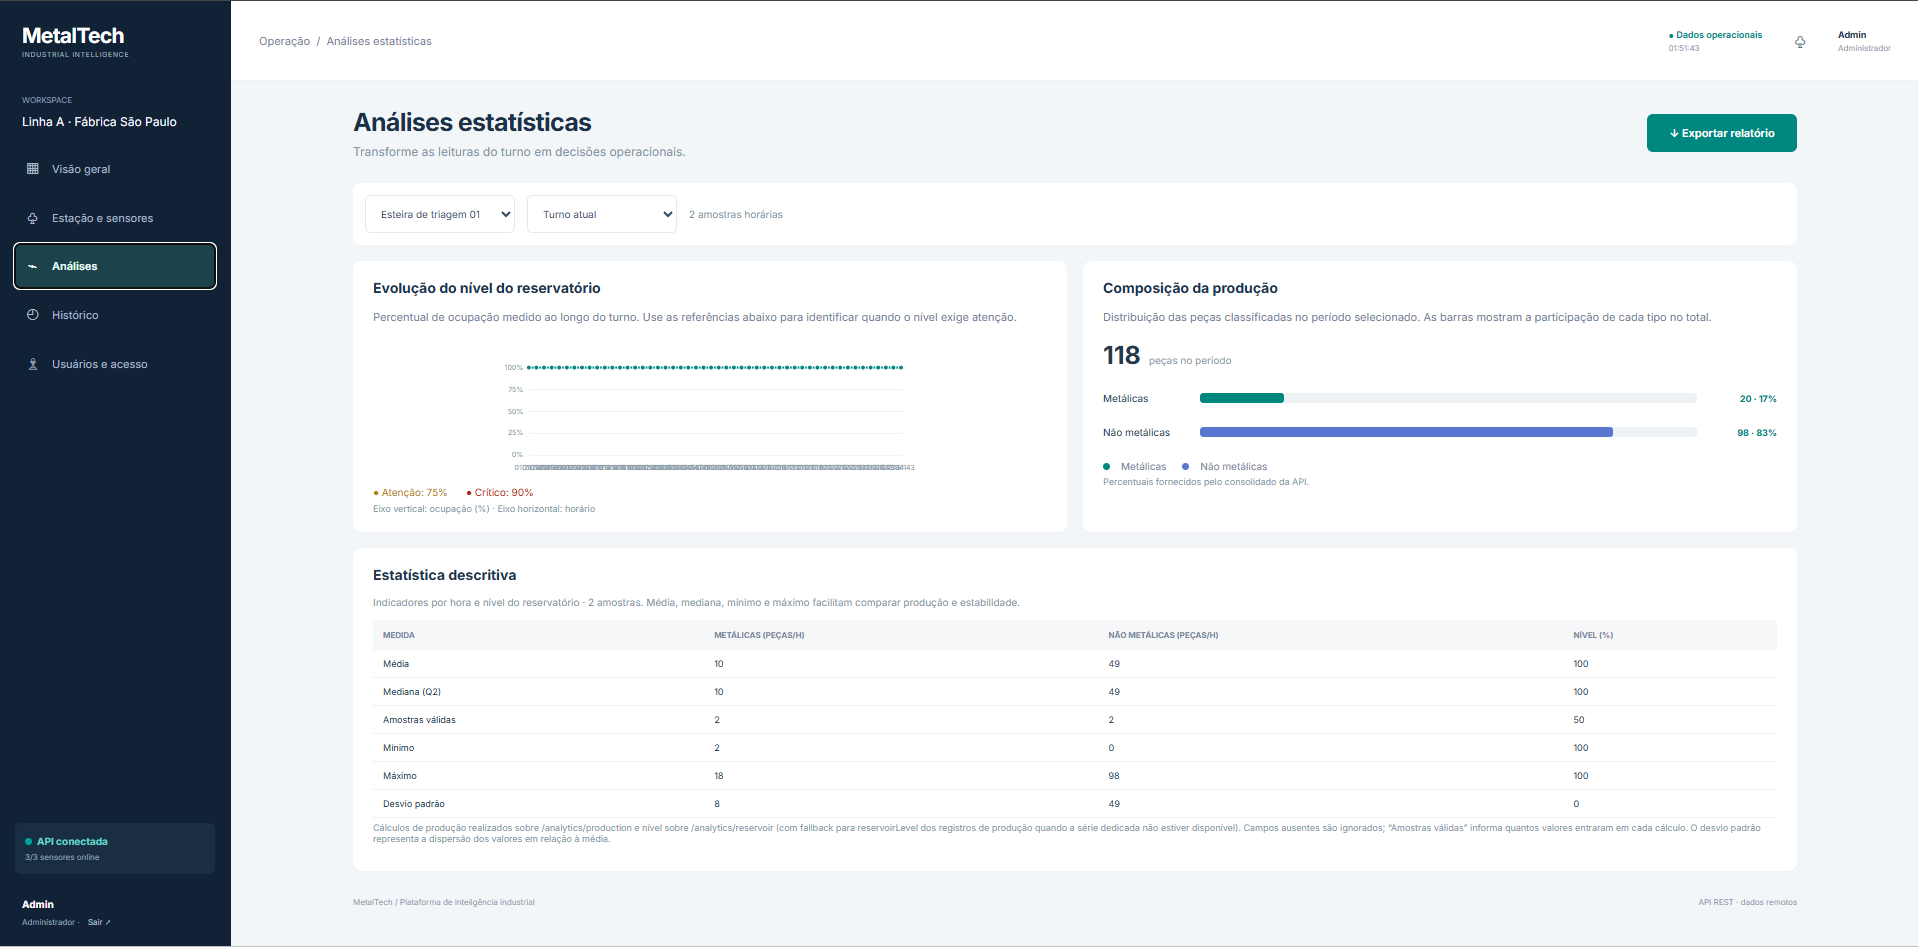 MetalTech
INDUSTRIAL INTELLIGENCE
WORKSPACE
Linha A · Fábrica São Paulo
Visão geral
Estação e sensores
Análises
Histórico
Usuários e acesso
API conectada
3/3 sensores online
Admin
Administrador · Sair ↗
Operação / Análises estatísticas
● Dados operacionais
01:51:43
Admin
Administrador
Análises estatísticas
Transforme as leituras do turno em decisões operacionais.
↓ Exportar relatório
Esteira de triagem 01
Turno atual
2 amostras horárias
Evolução do nível do reservatório
Percentual de ocupação medido ao longo do turno. Use as referências abaixo para identificar quando o nível exige atenção.
100%
75%
50%
25%
0%
● Atenção: 75% ● Crítico: 90%
Eixo vertical: ocupação (%) · Eixo horizontal: horário
Composição da produção
Distribuição das peças classificadas no período selecionado. As barras mostram a participação de cada tipo no total.
118 peças no período
Metálicas 20 · 17%
Não metálicas 98 · 83%
Metálicas Não metálicas
Percentuais fornecidos pelo consolidado da API.
Estatística descritiva
Indicadores por hora e nível do reservatório · 2 amostras. Média, mediana, mínimo e máximo facilitam comparar produção e estabilidade.
MEDIDA METÁLICAS (PEÇAS/H) NÃO METÁLICAS (PEÇAS/H) NÍVEL (%)
Média 10 49 100
Mediana (Q2) 10 49 100
Amostras válidas 2 2 50
Mínimo 2 0 100
Máximo 18 98 100
Desvio padrão 8 49 0
Cálculos de produção realizados sobre /analytics/production e nível sobre /analytics/reservoir (com fallback para reservoirLevel dos registros de produção quando a série dedicada não estiver disponível). Campos ausentes são ignorados; “Amostras válidas” informa quantos valores entraram em cada cálculo. O desvio padrão
representa a dispersão dos valores em relação à média.
MetalTech / Plataforma de inteligência industrial
API REST · dados remotos